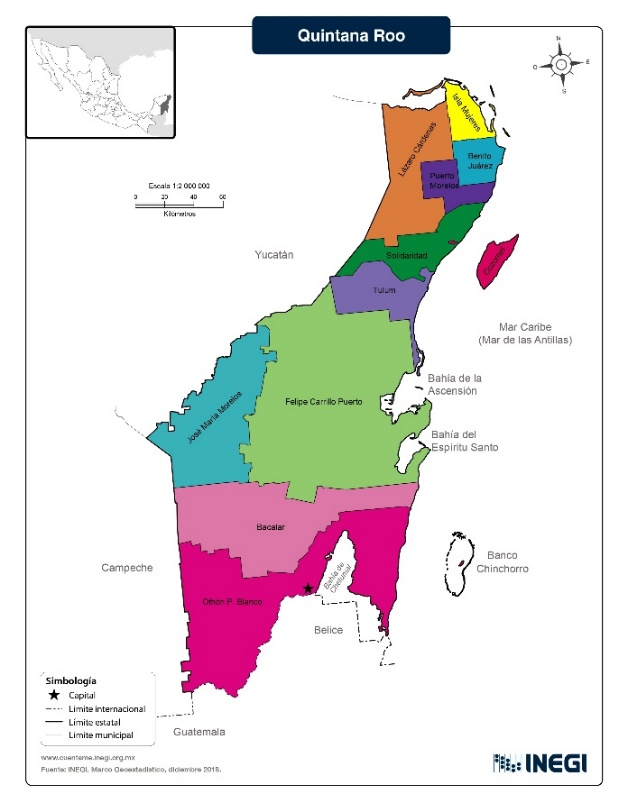 Quintana Roo
N
O
E
S
Escala 1:2 000 000
0 20 40 60
Kilómetros
Isla Mujeres
Lázaro Cárdenas
Benito
Juárez
Puerto
Morelos
Yucatán
Solidaridad
Cozumel
Tulum
Mar Caribe
(Mar de las Antillas)
Bahía de la
Ascensión
José María Morelos
Felipe Carrillo Puerto
Bahía del
Espiritu Santo
Bacalar
Campeche
Banco
Chinchorro
Bahía de
Chetumal
Othón P. Blanco
Belice
Simbología
Capital
Límite internacional
Límite estatal
Límite municipal
Guatemala
www.cuentame.inegi.org.mx
Fuente: INEGI. Marco Geoestadístico, diciembre 2018.
INEGI